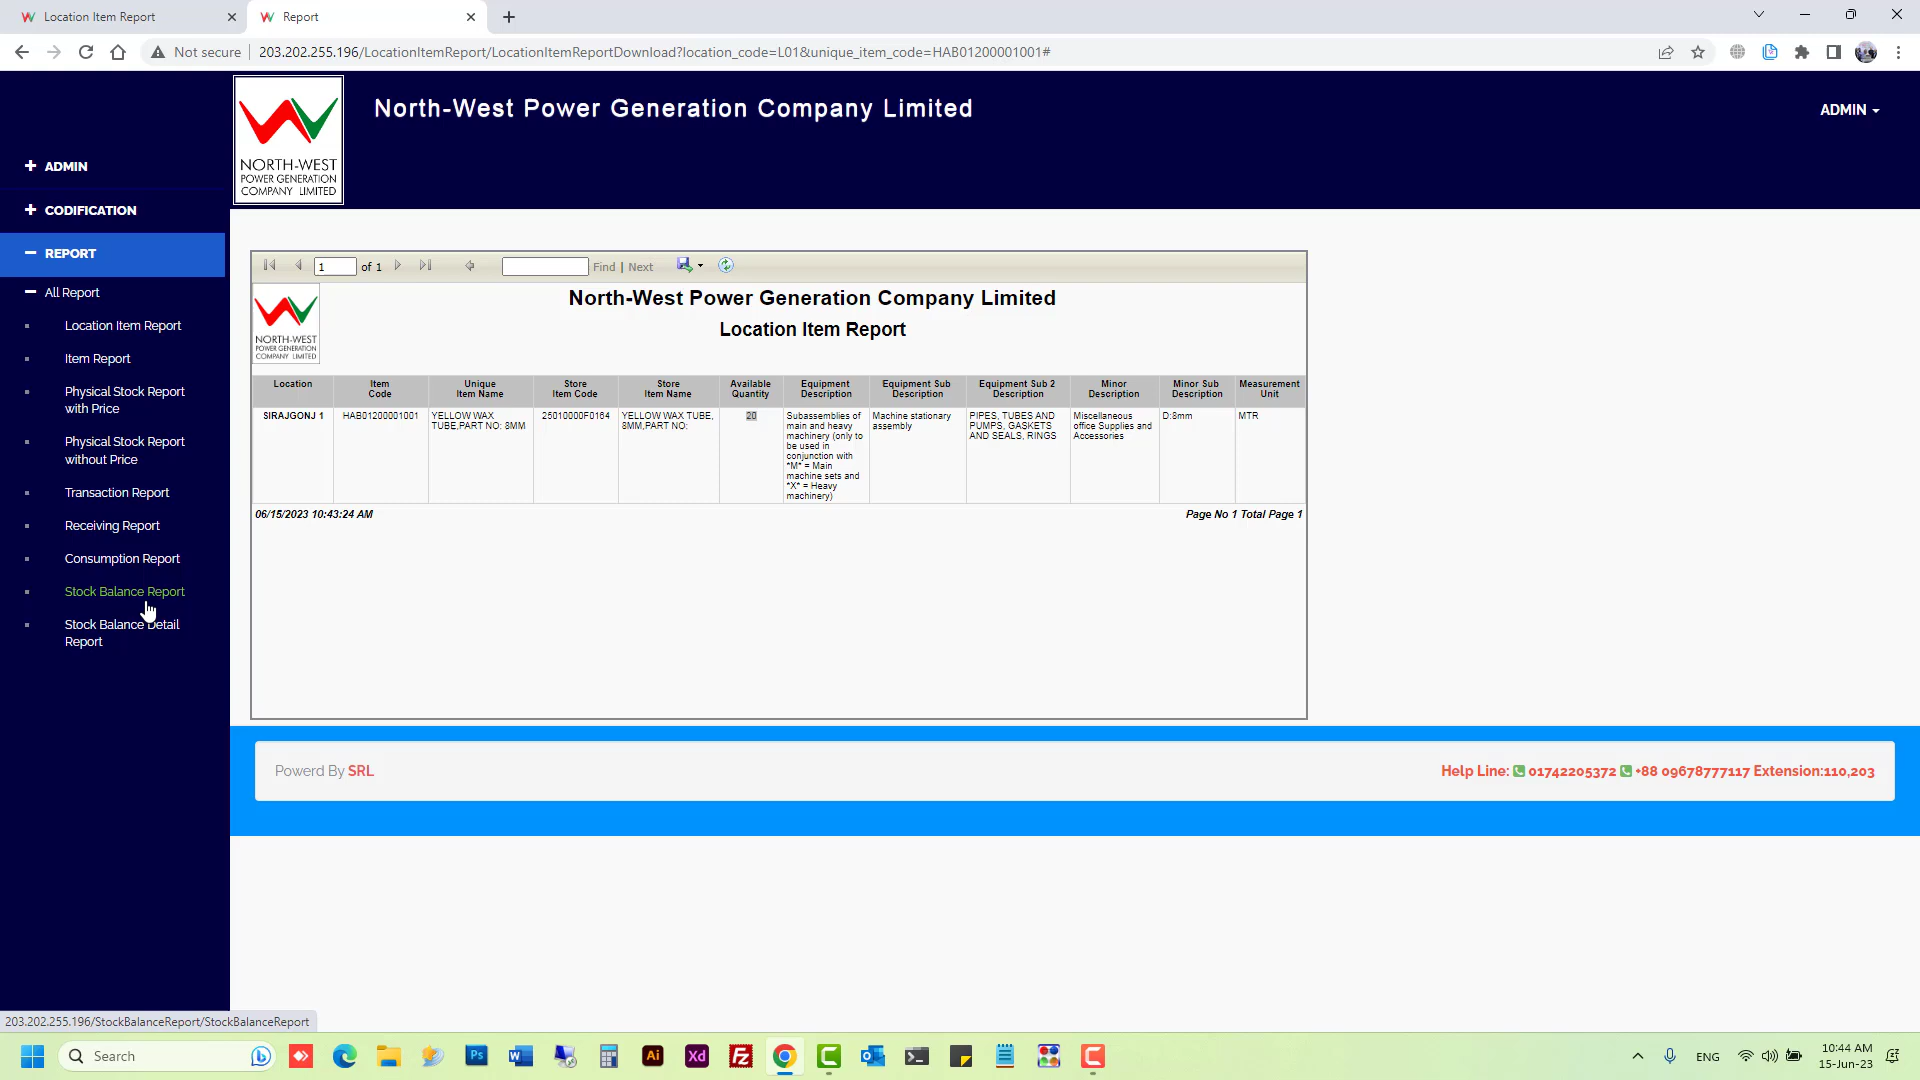 Location Item Report
Report
Not secure
203.202.255.196/LocationItemReport/LocationItemReportDownload?location_code=L01&unique_item_code=HAB01200001001#
NORTH-WEST
POWER GENERATION
COMPANY LIMITED
North-West Power Generation Company Limited
ADMIN
ADMIN
CODIFICATION
REPORT
All Report
Location Item Report
Item Report
Physical Stock Report
with Price
Physical Stock Report
without Price
Transaction Report
Receiving Report
Consumption Report
Stock Balance Report
Stock Balance Detail
Report
1 of 1 Find | Next
NORTH-WEST
POWER GENERATION
COMPANY LIMITED
North-West Power Generation Company Limited
Location Item Report
Location Item Unique Store Store Available Equipment Equipment Sub Equipment Sub 2 Minor Minor Sub Measurement
Code Item Name Item Code Item Name Quantity Description Description Description Description Description Unit
SIRAJGONJ 1 HAB01200001001 YELLOW WAX 25010000F0164 YELLOW WAX TUBE, 20 Subassemblies of Machine stationary PIPES, TUBES AND Miscellaneous D:8mm MTR
TUBE,PART NO: 8MM 8MM,PART NO: main and heavy assembly PUMPS, GASKETS office Supplies and
machinery (only to AND SEALS, RINGS Accessories
be used in
conjunction with
*M* = Main
machine sets and
*X* = Heavy
machinery)
06/15/2023 10:43:24 AM Page No 1 Total Page 1
Powerd By SRL
Help Line: 01742205372 +88 09678777117 Extension:110,203
203.202.255.196/StockBalanceReport/StockBalanceReport
Search
Ps
Ai
Xd
ENG
10:44 AM
15-Jun-23